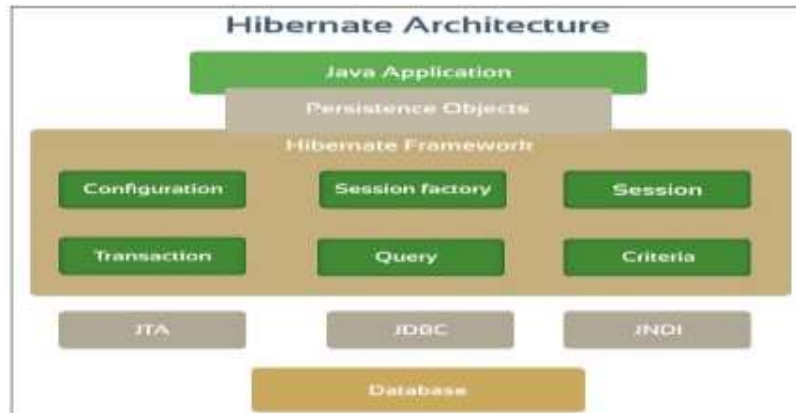 Hibernate Architecture
Java Application
Persistence Objects
Hibernate Framework
Configuration Session factory Session
Transaction Query Criteria
JTA JDBC JNDI
Database